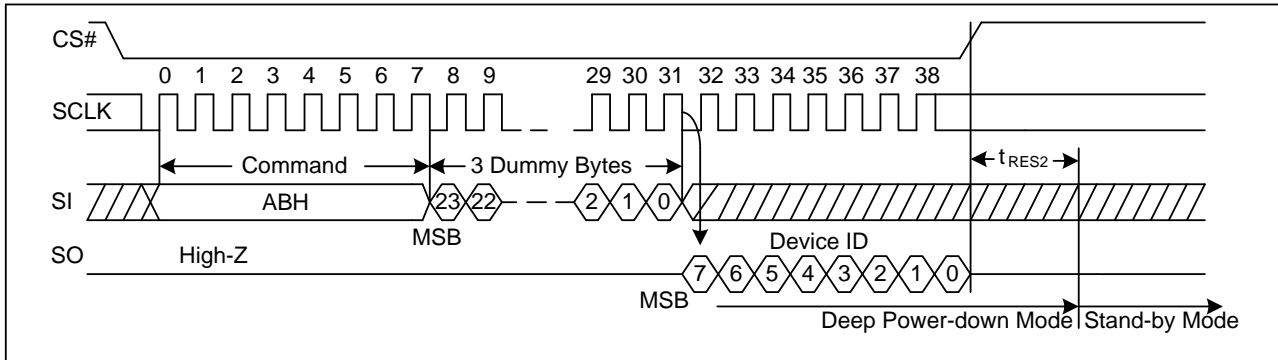 CS#
0 1 2 3 4 5 6 7 8 9 29 30 31 32 33 34 35 36 37 38
SCLK
Command 3 Dummy Bytes tRES2
SI ABH 23 22 2 1 0
MSB
SO High-Z Device ID
7 6 5 4 3 2 1 0
MSB
Deep Power-down Mode Stand-by Mode